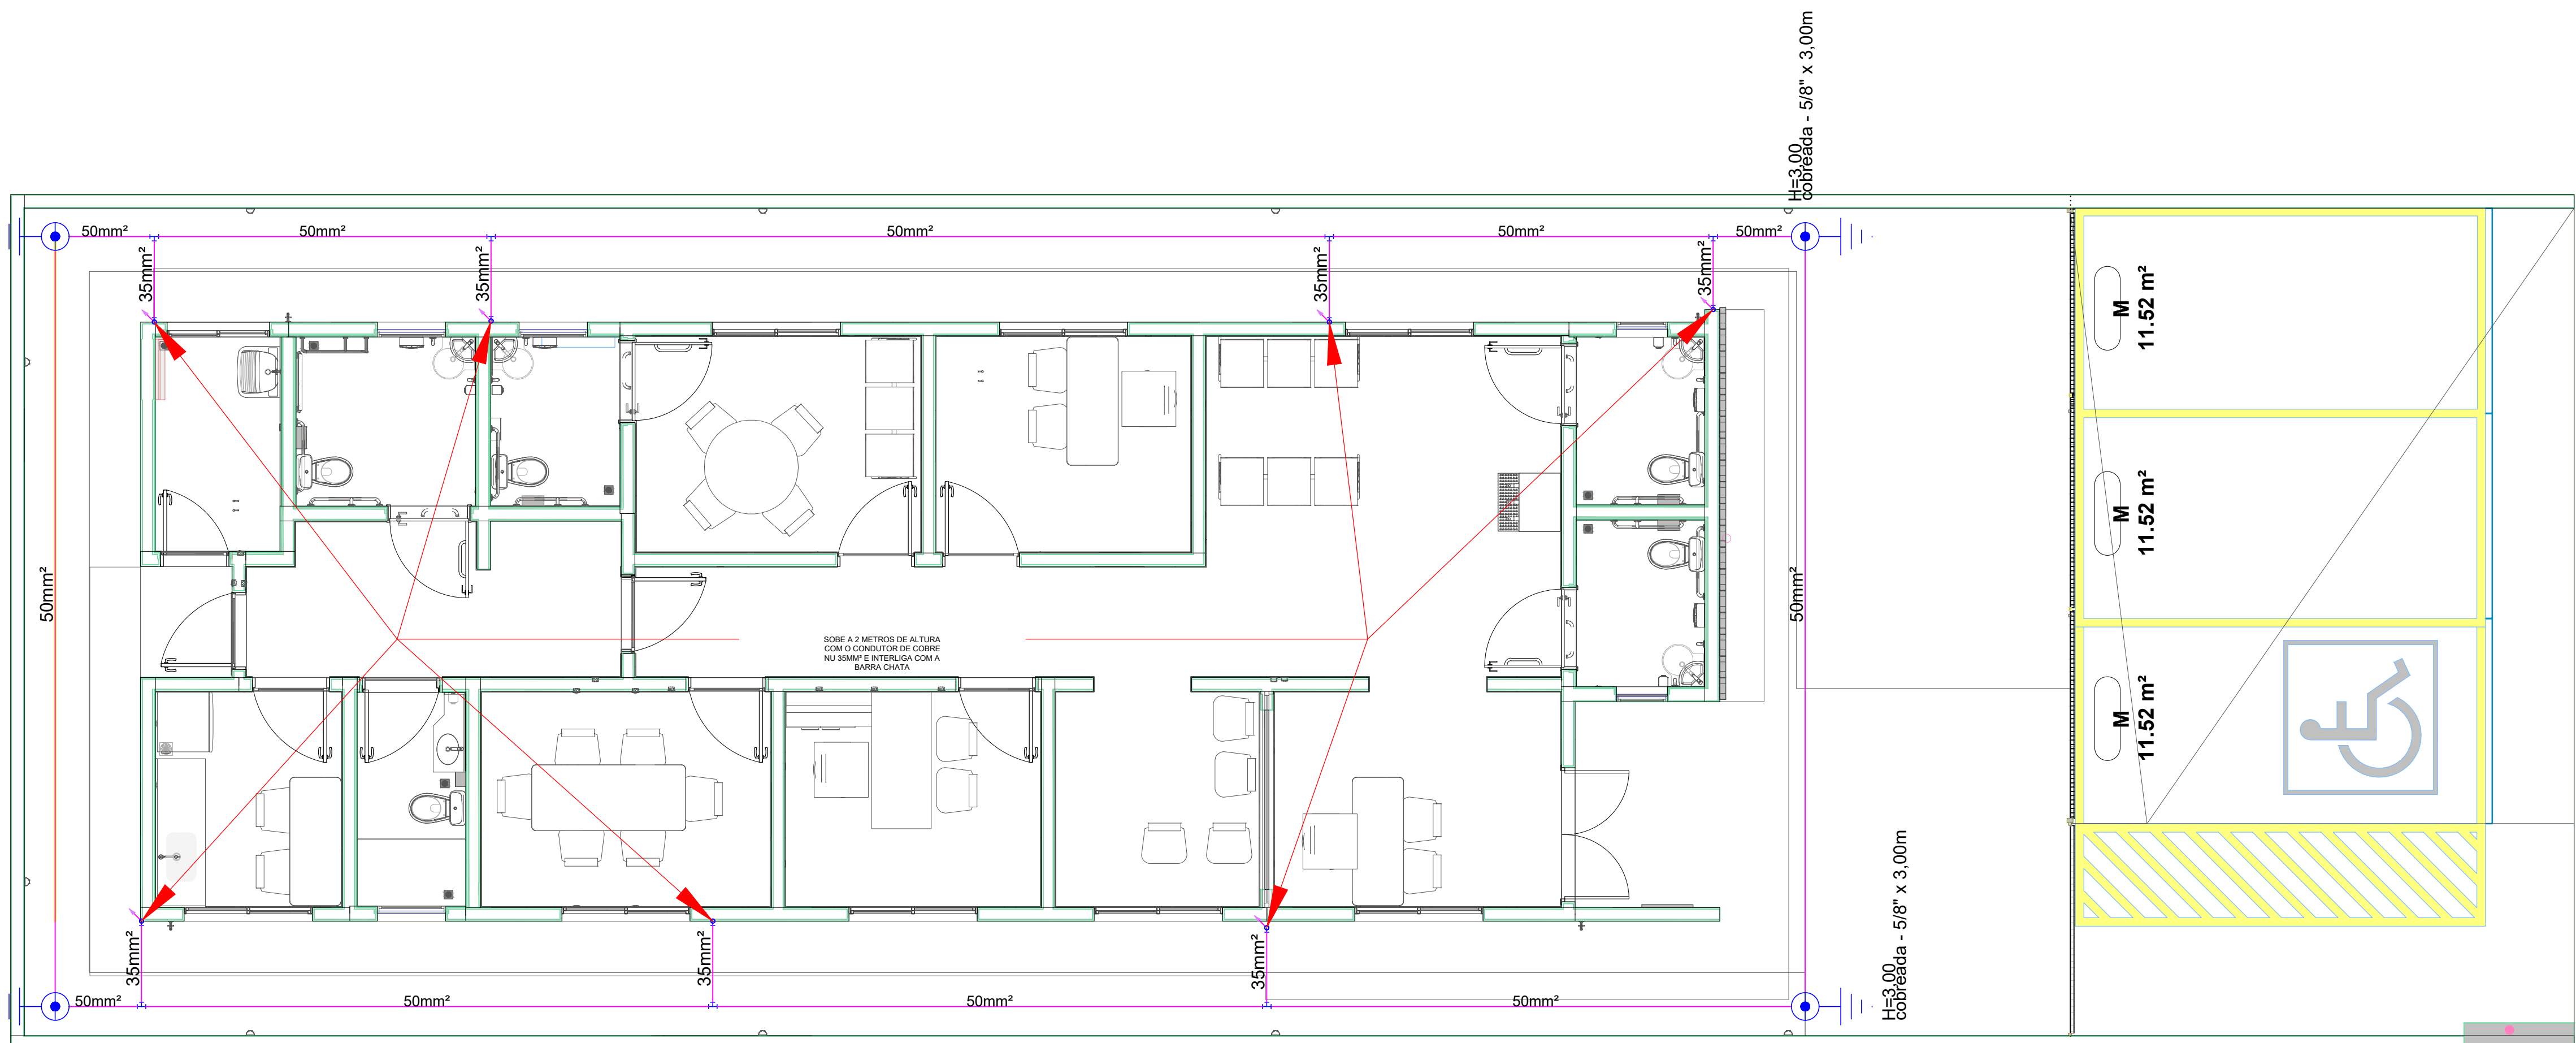 H=3,00
cobreada - 5/8" x 3,00m
50mm²
50mm²
50mm²
50mm²
50mm²
35mm²
35mm²
35mm²
35mm²
M
11.52 m²
M
11.52 m²
M
11.52 m²
50mm²
50mm²
SOBE A 2 METROS DE ALTURA
COM O CONDUTOR DE COBRE
NU 35MM² E INTERLIGA COM A
BARRA CHATA
35mm²
35mm²
35mm²
50mm²
50mm²
50mm²
50mm²
H=3,00
cobreada - 5/8" x 3,00m